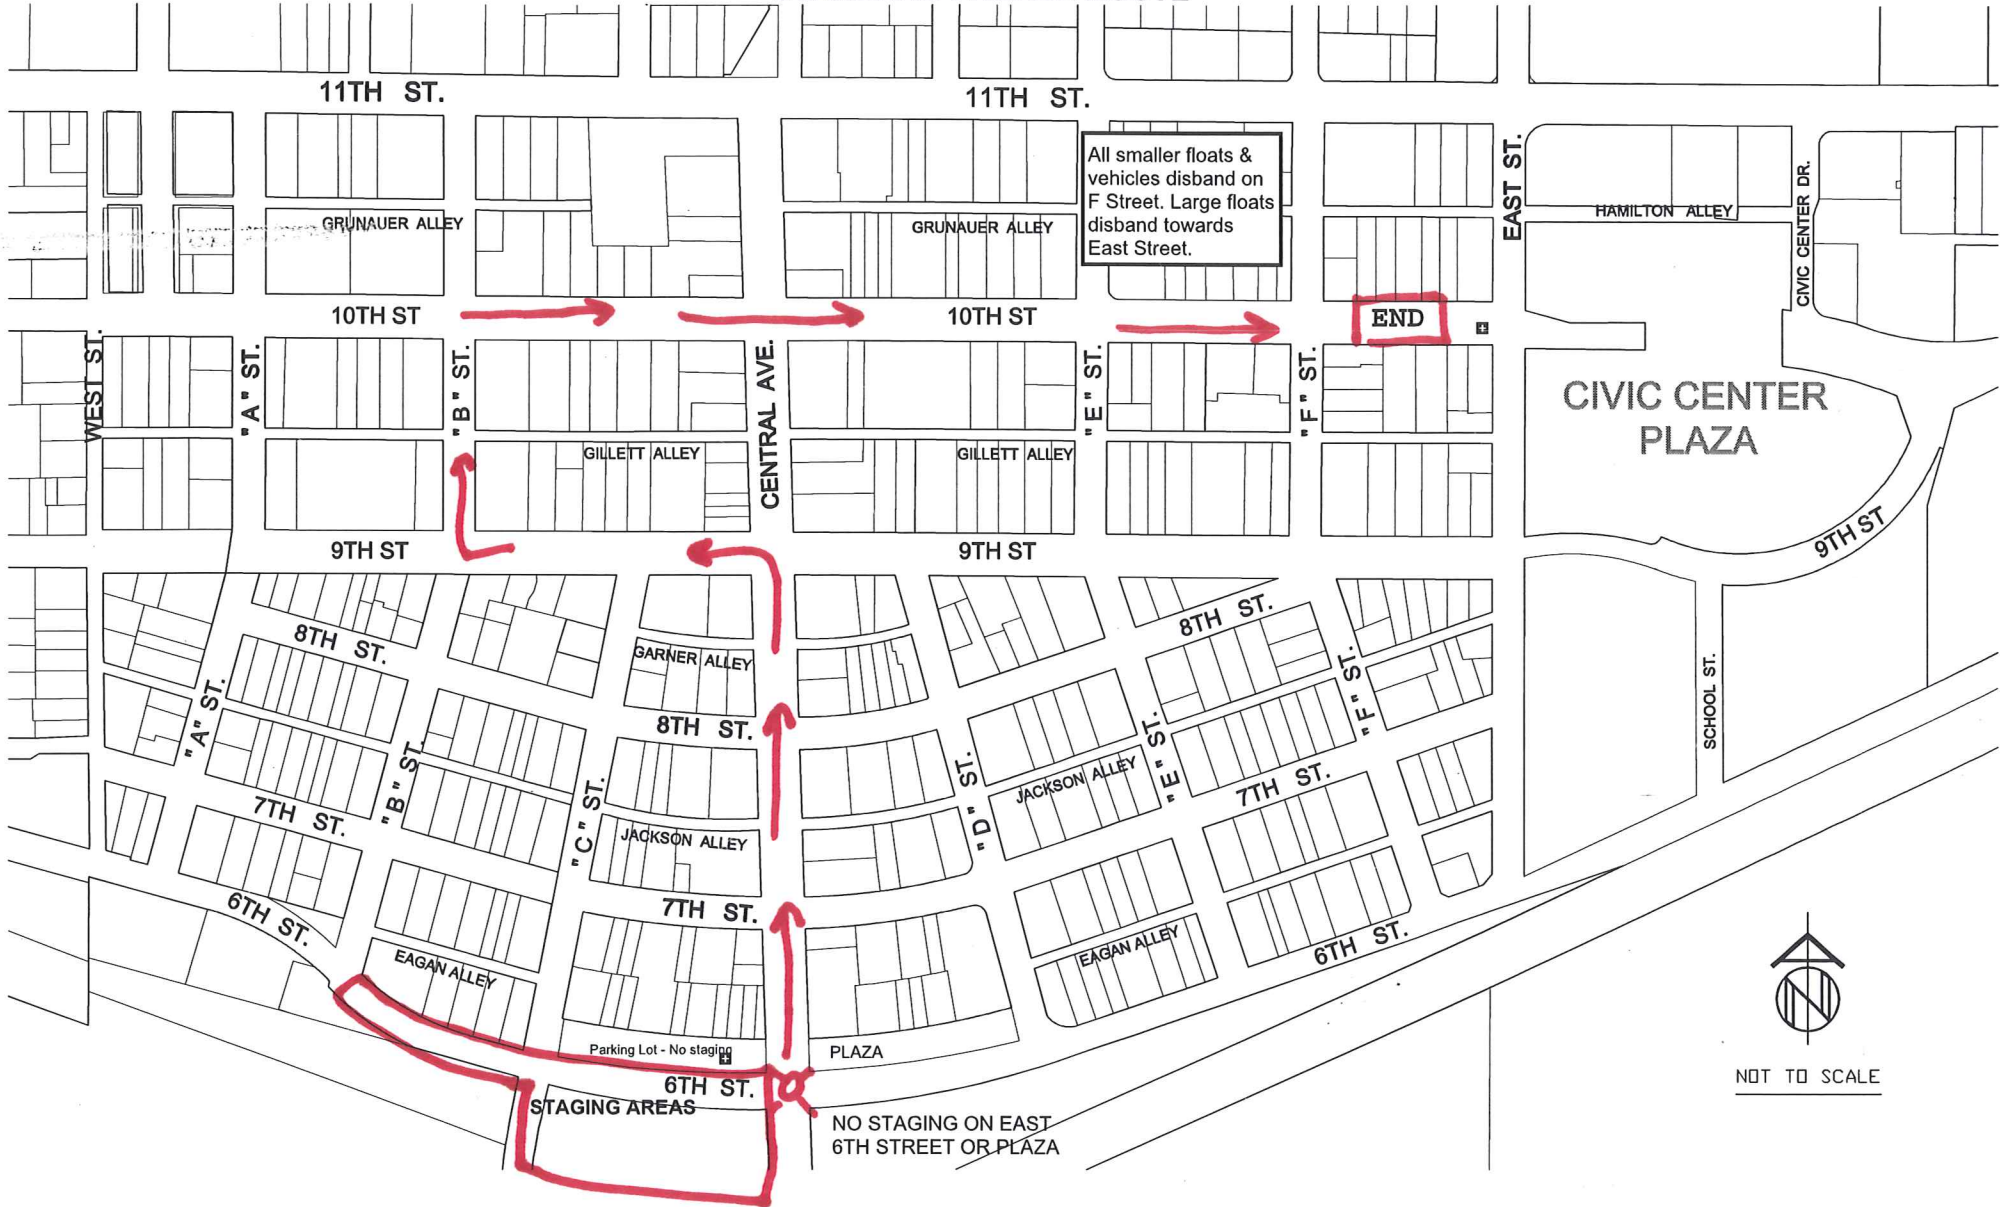 11TH ST.
11TH ST.
All smaller floats &
vehicles disband on
F Street. Large floats
disband towards
East Street.
EAST ST.
CIVIC CENTER DR.
HAMILTON ALLEY
GRUNAUER ALLEY
GRUNAUER ALLEY
10TH ST
10TH ST
END
WEST ST.
"A" ST.
"B" ST.
CENTRAL AVE.
"E" ST.
"F" ST.
CIVIC CENTER
PLAZA
GILLETT ALLEY
GILLETT ALLEY
9TH ST
9TH ST
9TH ST
8TH ST.
8TH ST.
GARNER ALLEY
8TH ST.
"A" ST.
"B" ST.
"C" ST.
"D" ST.
"E" ST.
"F" ST.
SCHOOL ST.
JACKSON ALLEY
JACKSON ALLEY
7TH ST.
7TH ST.
7TH ST.
6TH ST.
6TH ST.
EAGAN ALLEY
EAGAN ALLEY
Parking Lot - No staging
PLAZA
6TH ST.
STAGING AREAS
NO STAGING ON EAST
6TH STREET OR PLAZA
N
NOT TO SCALE